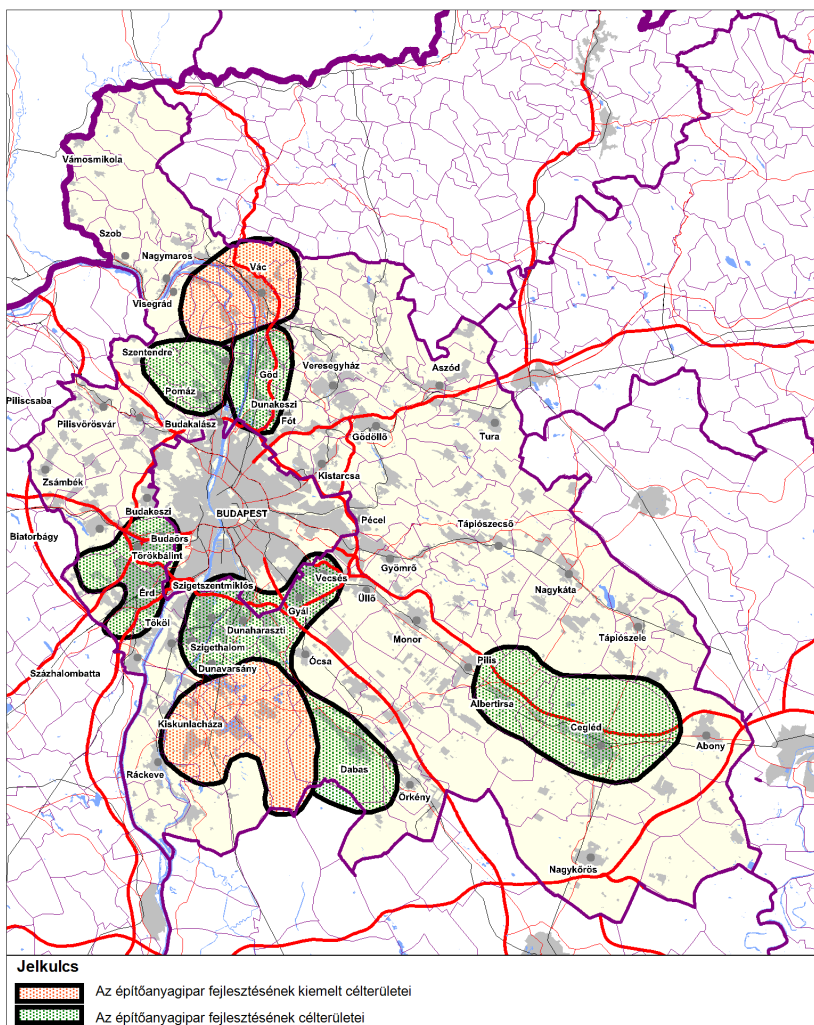 Vámosmikola
Szob
Nagymaros
Vác
Visegrád
Szentendre
Göd
Veresegyház
Aszód
Pomáz
Dunakeszi
Piliscsaba
Budakalász
Fót
Pilisvörösvár
Gödöllő
Tura
Kistarcsa
Zsámbék
Budakeszi
BUDAPEST
Pécel
Tápiószecső
Biatorbágy
Budaörs
Törökbálint
Gyömrő
Szigetszentmiklós
Vecsés
Nagykáta
Érd
Üllő
Gyál
Tököl
Dunaharaszti
Monor
Tápiószele
Szigethalom
Ócsa
Pilis
Dunavarsány
Százhalombatta
Albertirsa
Kiskunlacháza
Cegléd
Abony
Ráckeve
Dabas
Örkény
Nagykőrös
Jelkulcs
Az építőanyagipar fejlesztésének kiemelt célterületei
Az építőanyagipar fejlesztésének célterületei